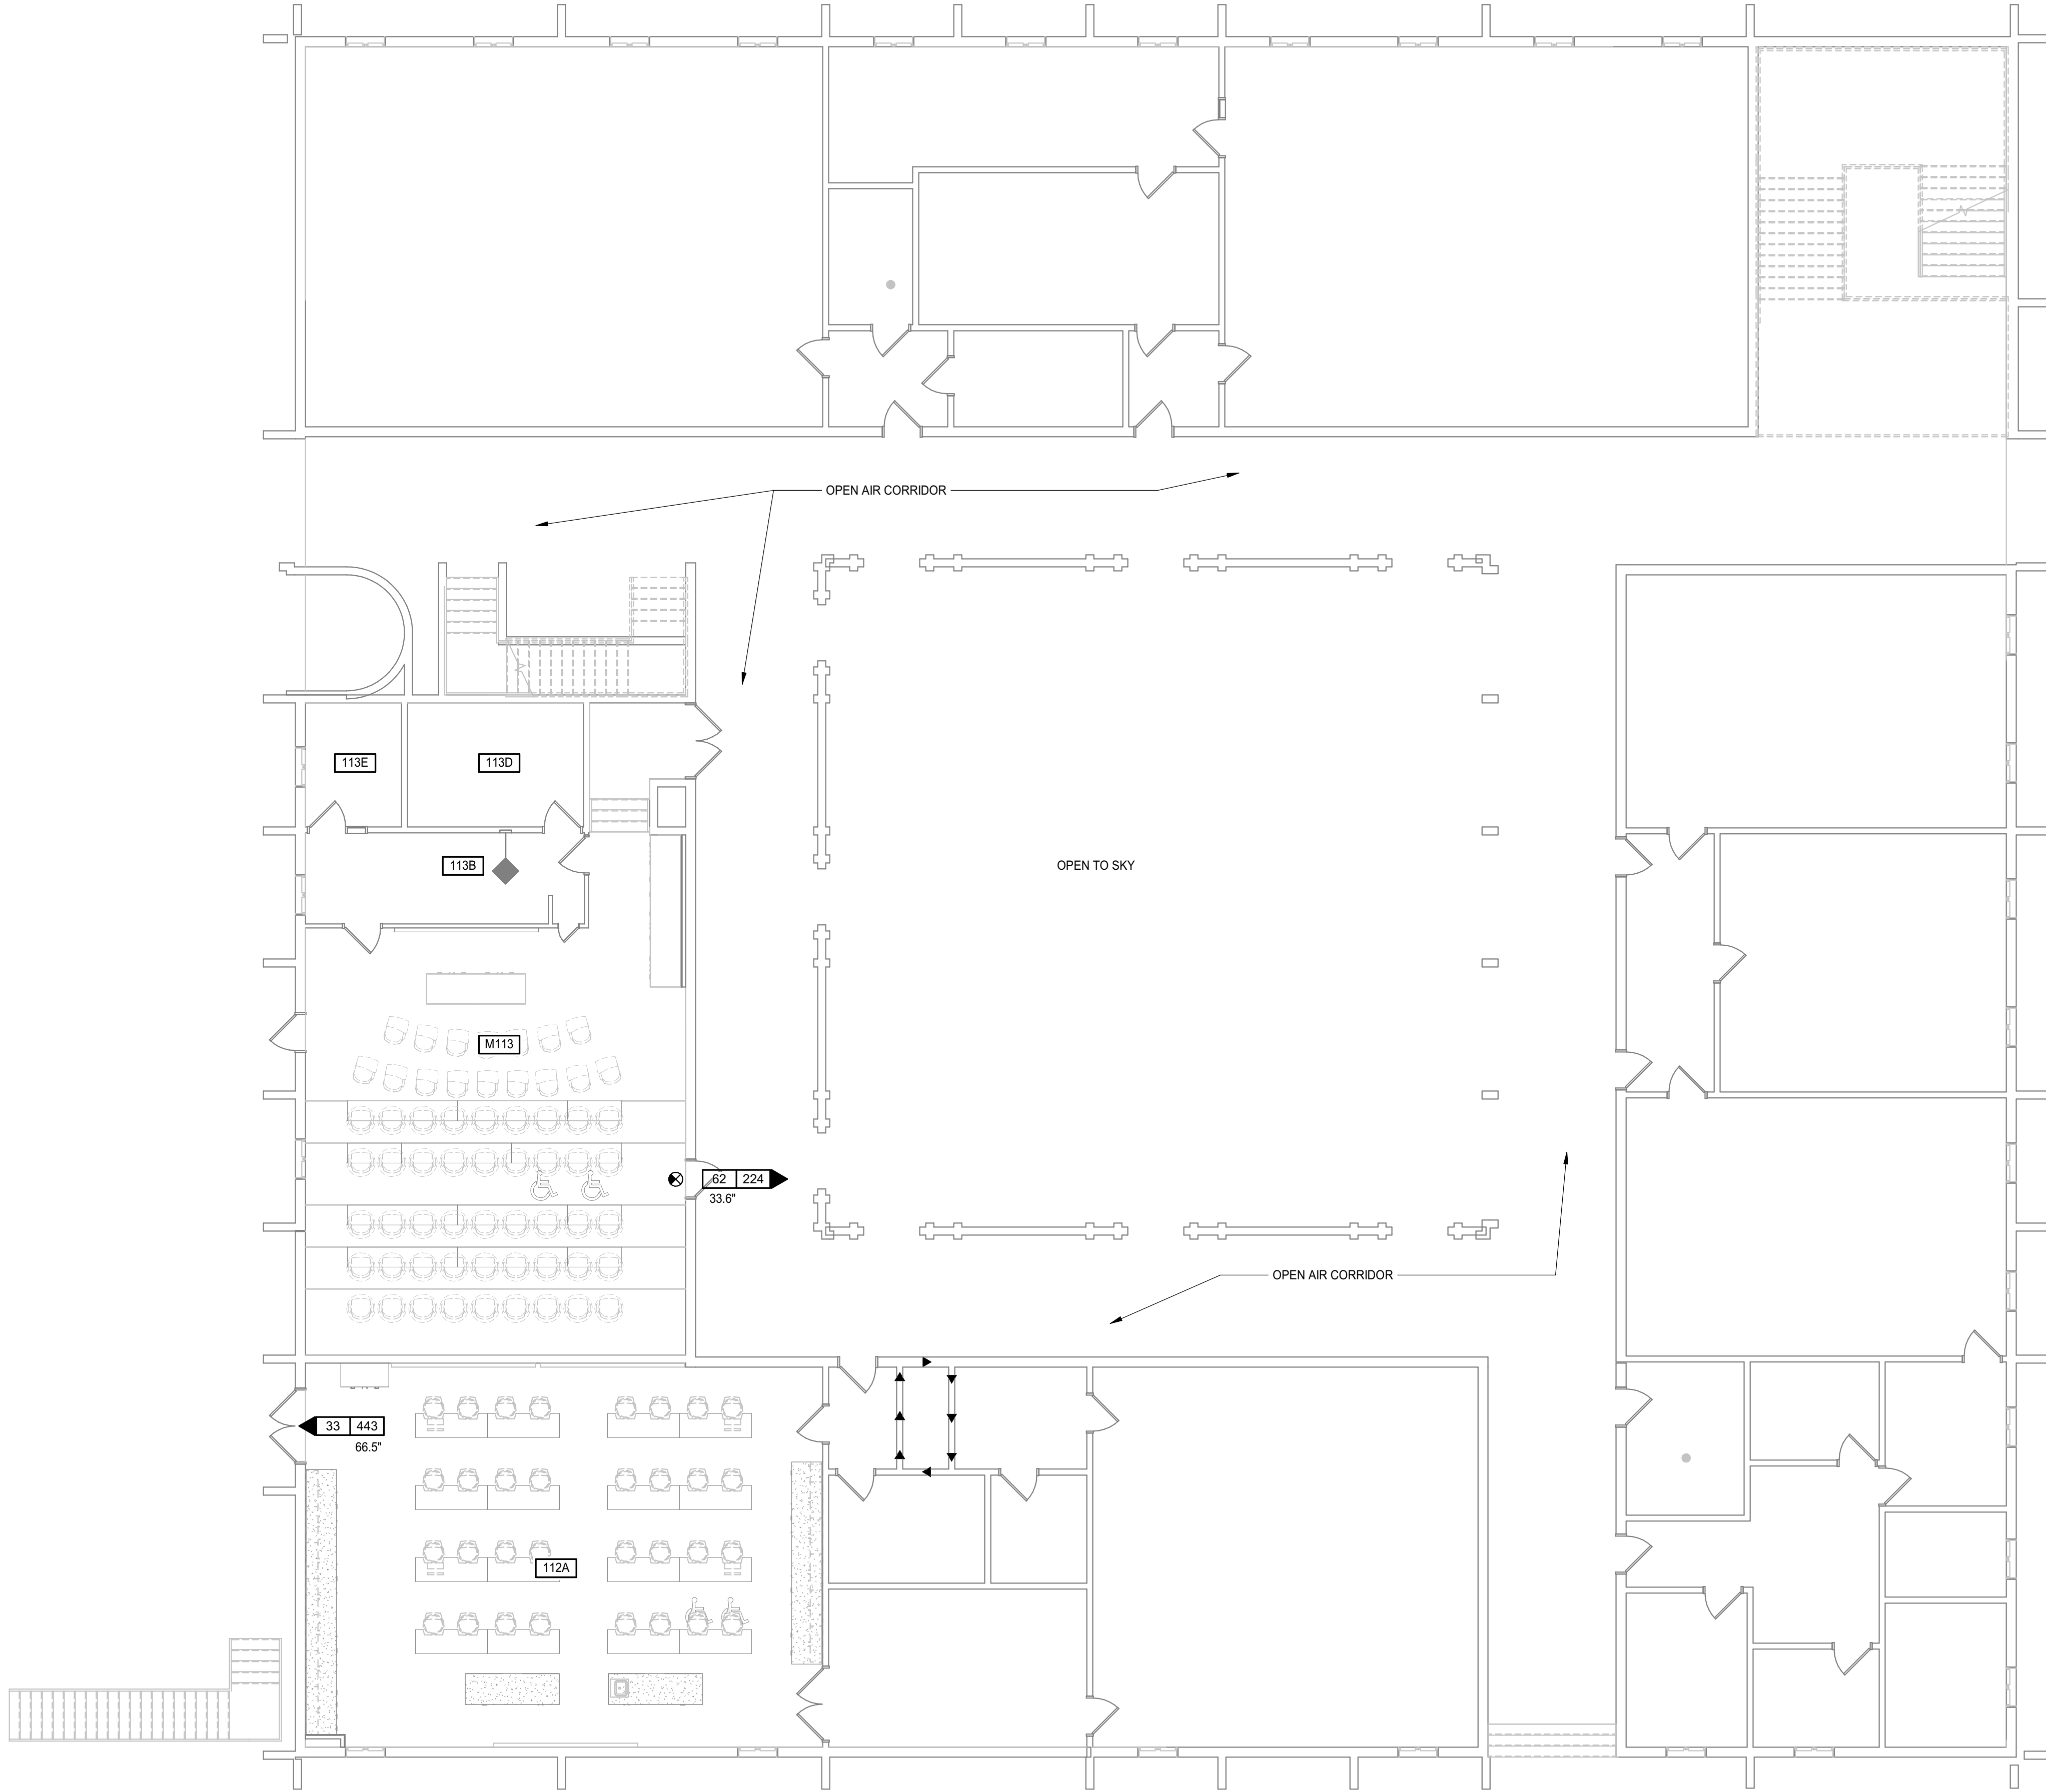 OPEN AIR CORRIDOR
113E
113D
113B
OPEN TO SKY
M113
62 224
33.6"
OPEN AIR CORRIDOR
33 443
66.5"
112A